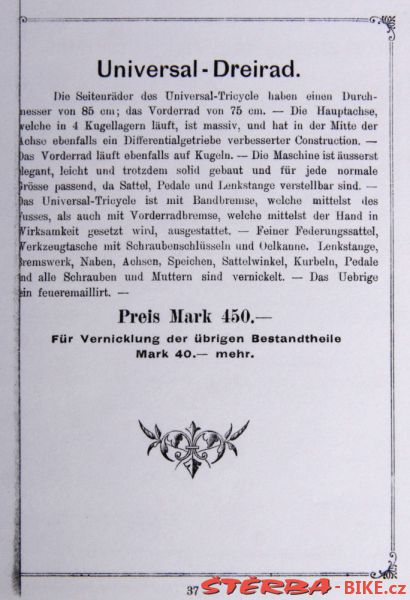 Universal-Dreirad.
Die Seitenräder des Universal-Tricycle haben einen Durch-
messer von 85 cm; das Vorderrad von 75 cm. — Die Hauptachse,
welche in 4 Kugellagern läuft, ist massiv, und hat in der Mitte der
Achse ebenfalls ein Differentialgetriebe verbesserter Construction. —
Das Vorderrad läuft ebenfalls auf Kugeln. — Die Maschine ist äusserst
elegant, leicht und trotzdem solid gebaut und für jede normale
Grösse passend, da Sattel, Pedale und Lenkstange verstellbar sind. —
Das Universal-Tricycle ist mit Bandbremse, welche mittelst des
Fusses, als auch mit Vorderradbremse, welche mittelst der Hand in
Wirksamkeit gesetzt wird, ausgestattet. — Feiner Federungssattel,
Werkzeugtasche mit Schraubenschlüsseln und Oelkanne. Lenkstange,
Bremswerk, Naben, Achsen, Speichen, Sattelwinkel, Kurbeln, Pedale
und alle Schrauben und Muttern sind vernickelt. — Das Uebrige
ein feueremaillirt. —
Preis Mark 450.—
Für Vernicklung der übrigen Bestandtheile
Mark 40.— mehr.
37
ŠTĚRBA-BIKE.cz